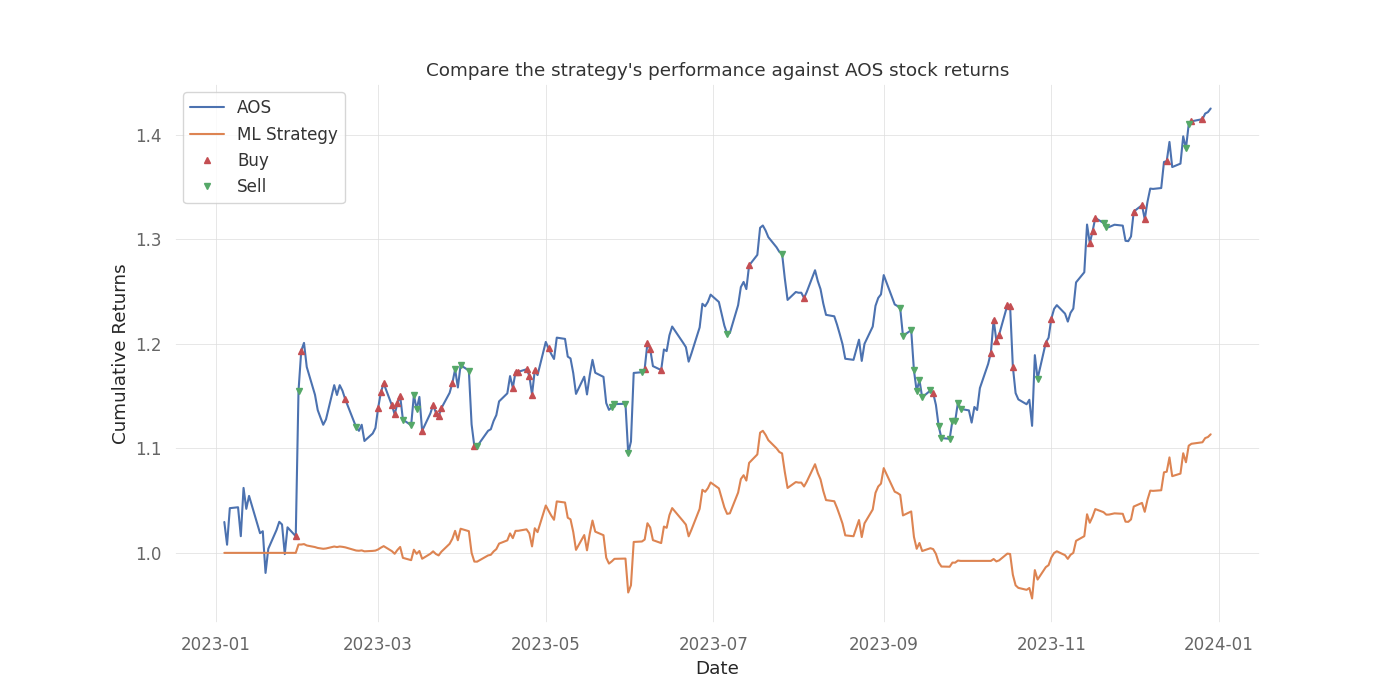 Compare the strategy's performance against AOS stock returns
AOS
ML Strategy
Buy
Sell
Cumulative Returns
1.4
1.3
1.2
1.1
1.0
2023-01
2023-03
2023-05
2023-07
2023-09
2023-11
2024-01
Date